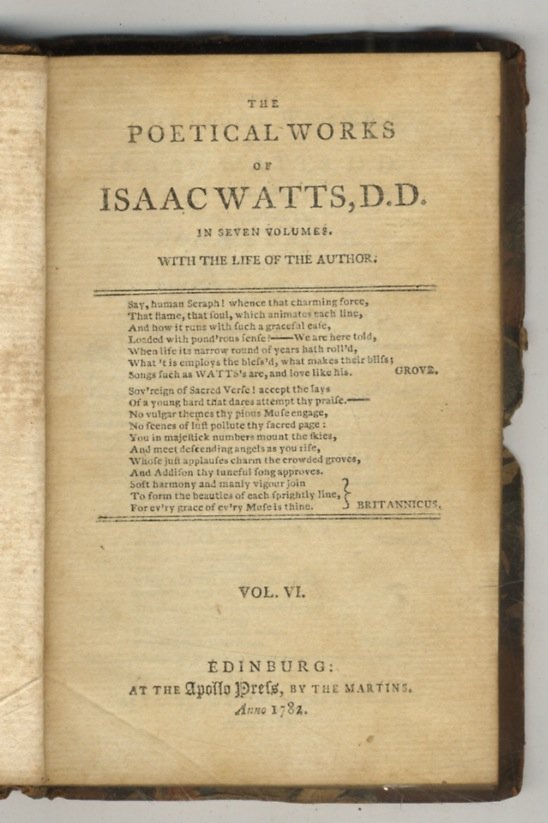 THE
POETICAL WORKS
OF
ISAAC WATTS, D.D.
IN SEVEN VOLUMES.
WITH THE LIFE OF THE AUTHOR.
Say, human Seraph! whence that charming force,
That flame, that ſoul, which animates each line,
And how it runs with ſuch a graceful eaſe,
Loaded with pond'rous ſenſe?——We are here told,
When life its narrow round of years hath roll'd,
What 't is employs the bleſs'd, what makes their bliſs;
Songs ſuch as WATTS's are, and love like his. GROVE.
Sov'reign of Sacred Verſe! accept the lays
Of a young bard that dares attempt thy praiſe.——
No vulgar themes thy pious Muſe engage,
No ſcenes of luſt pollute thy ſacred page:
You in majeſtick numbers mount the ſkies,
And meet deſcending angels as you riſe,
Whoſe juſt applauſes charm the crowded groves,
And Addiſon thy tuneful ſong approves.
Soft harmony and manly vigour join
To form the beauties of each ſprightly line,
For ev'ry grace of ev'ry Muſe is thine. BRITANNICUS.
VOL. VI.
EDINBURG:
AT THE Apollo Preſs, BY THE MARTINS.
Anno 1782.